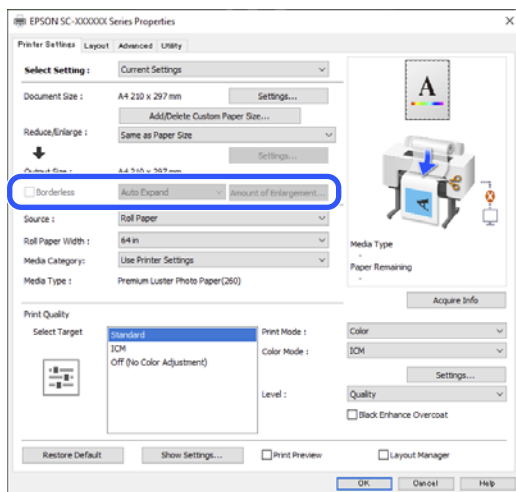 EPSON SC-XXXXXX Series Properties
Printer Settings Layout Advanced Utility
Select Setting : Current Settings
Document Size : A4 210 x 297 mm Settings...
Add/Delete Custom Paper Size...
Reduce/Enlarge : Same as Paper Size
Settings...
Output Size : A4 210 x 297 mm
Borderless Auto Expand Amount of Enlargement...
Source : Roll Paper
Roll Paper Width : 64 in
Media Category: Use Printer Settings
Media Type : Premium Luster Photo Paper(260)
A
Media Type
-
Paper Remaining
-
Acquire Info
Print Quality
Select Target
Standard
ICM
Off (No Color Adjustment)
Print Mode : Color
Color Mode : ICM
Settings...
Level : Quality
Black Enhance Overcoat
Restore Default Show Settings... Print Preview Layout Manager
OK Cancel Help